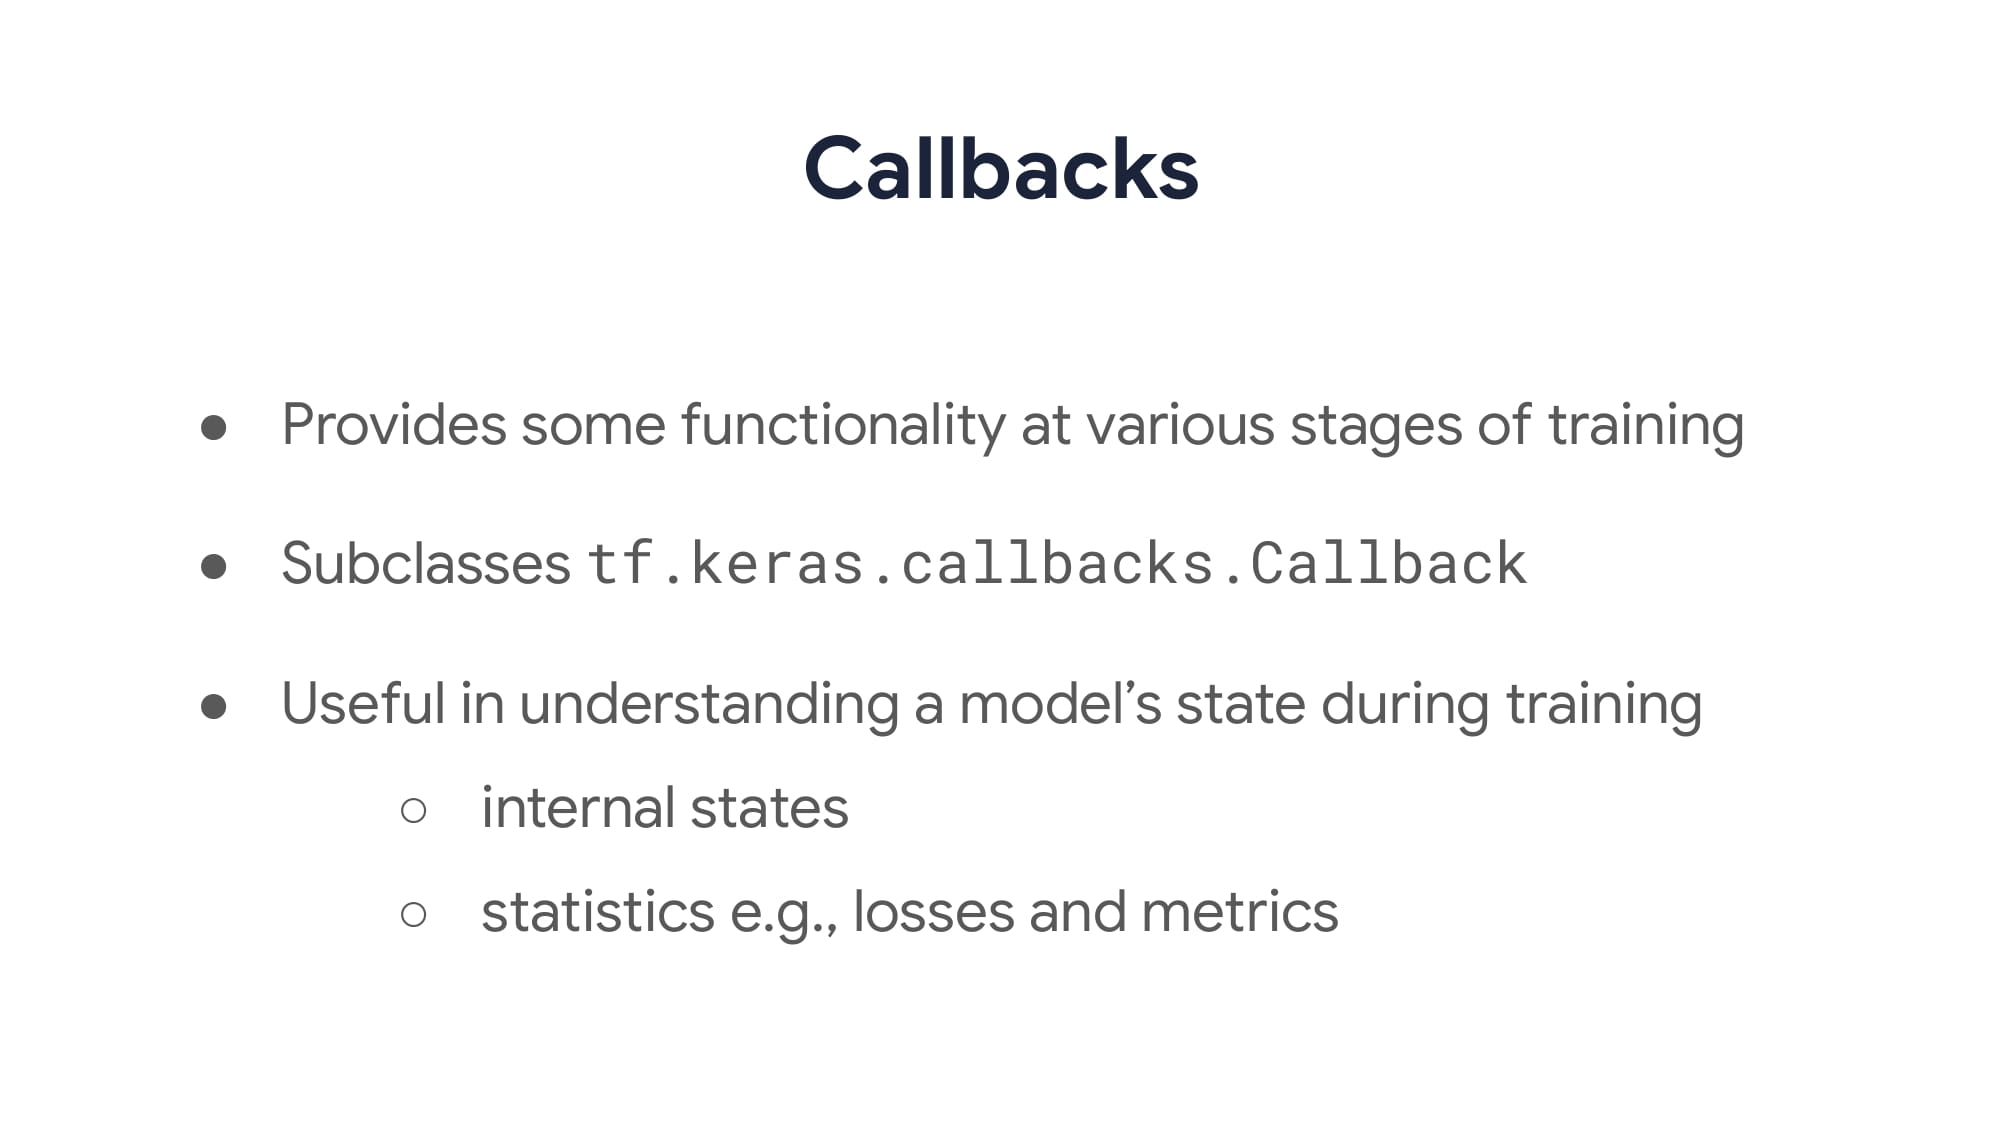 Callbacks
● Provides some functionality at various stages of training
● Subclasses tf.keras.callbacks.Callback
● Useful in understanding a model’s state during training
○ internal states
○ statistics e.g., losses and metrics